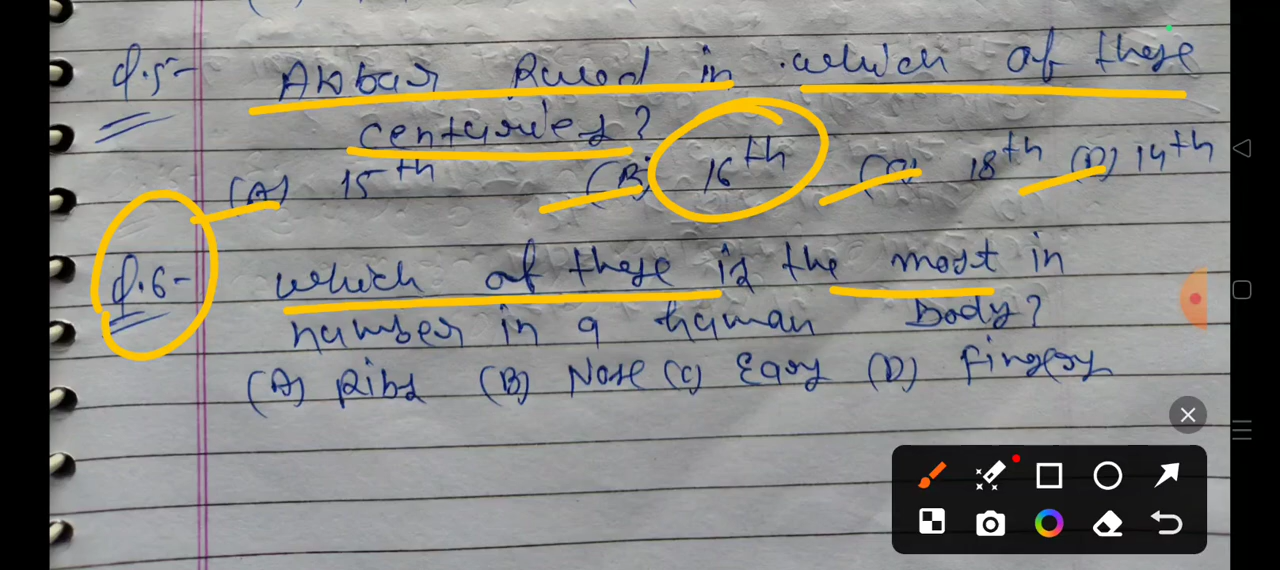 Q.5- Akbar Ruled in which of these
centuries?
(A) 15th (B) 16th (C) 18th (D) 14th
Q.6- which of these is the most in
number in a human Body?
(A) Ribs (B) Nose (C) Ears (D) Fingers